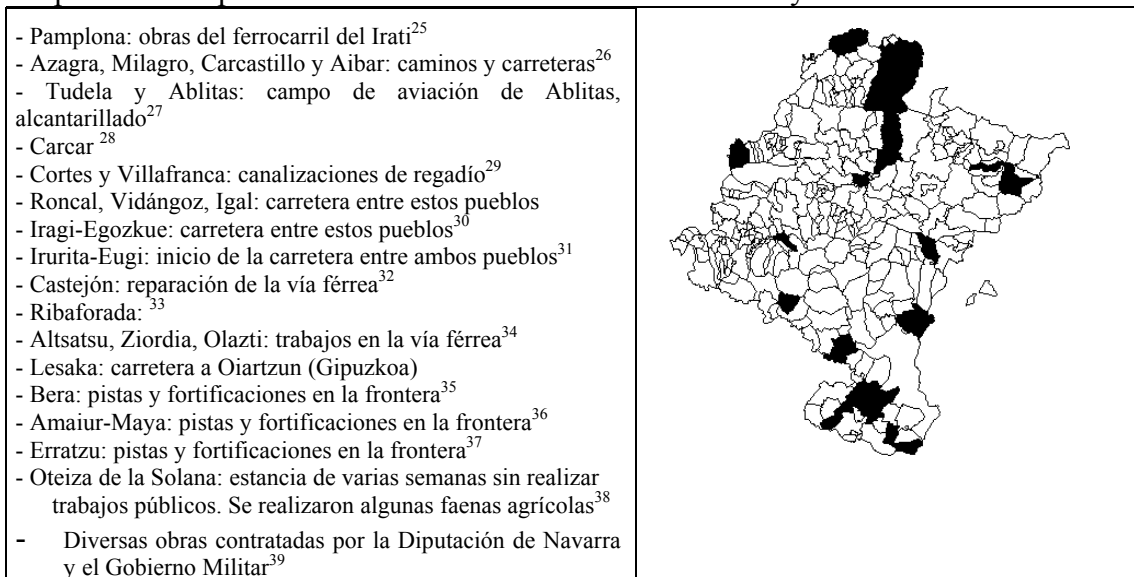 - Pamplona: obras del ferrocarril del Irati25
- Azagra, Milagro, Carcastillo y Aibar: caminos y carreteras26
- Tudela y Ablitas: campo de aviación de Ablitas,
alcantarillado27
- Carcar 28
- Cortes y Villafranca: canalizaciones de regadío29
- Roncal, Vidángoz, Igal: carretera entre estos pueblos
- Iragi-Egozkue: carretera entre estos pueblos30
- Irurita-Eugi: inicio de la carretera entre ambos pueblos31
- Castejón: reparación de la vía férrea32
- Ribaforada: 33
- Altsatsu, Ziordia, Olazti: trabajos en la vía férrea34
- Lesaka: carretera a Oiartzun (Gipuzkoa)
- Bera: pistas y fortificaciones en la frontera35
- Amaiur-Maya: pistas y fortificaciones en la frontera36
- Erratzu: pistas y fortificaciones en la frontera37
- Oteiza de la Solana: estancia de varias semanas sin realizar
trabajos públicos. Se realizaron algunas faenas agrícolas38
- Diversas obras contratadas por la Diputación de Navarra
y el Gobierno Militar39